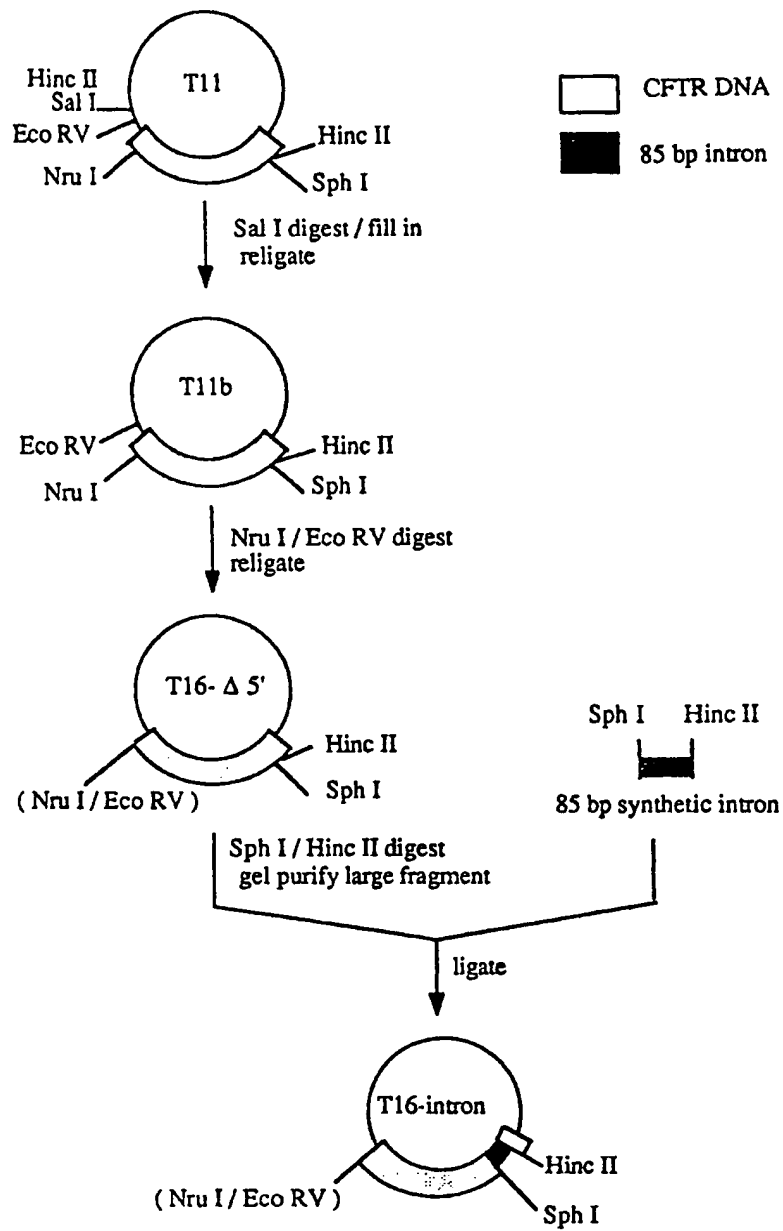 T11
Hinc II
Sal I
Eco RV
Nru I
Hinc II
Sph I
CFTR DNA
85 bp intron
Sal I digest / fill in
religate
T11b
Eco RV
Nru I
Hinc II
Sph I
Nru I / Eco RV digest
religate
T16- Δ 5'
Hinc II
Sph I
( Nru I / Eco RV )
Sph I Hinc II
85 bp synthetic intron
Sph I / Hinc II digest
gel purify large fragment
ligate
T16-intron
Hinc II
Sph I
( Nru I / Eco RV )